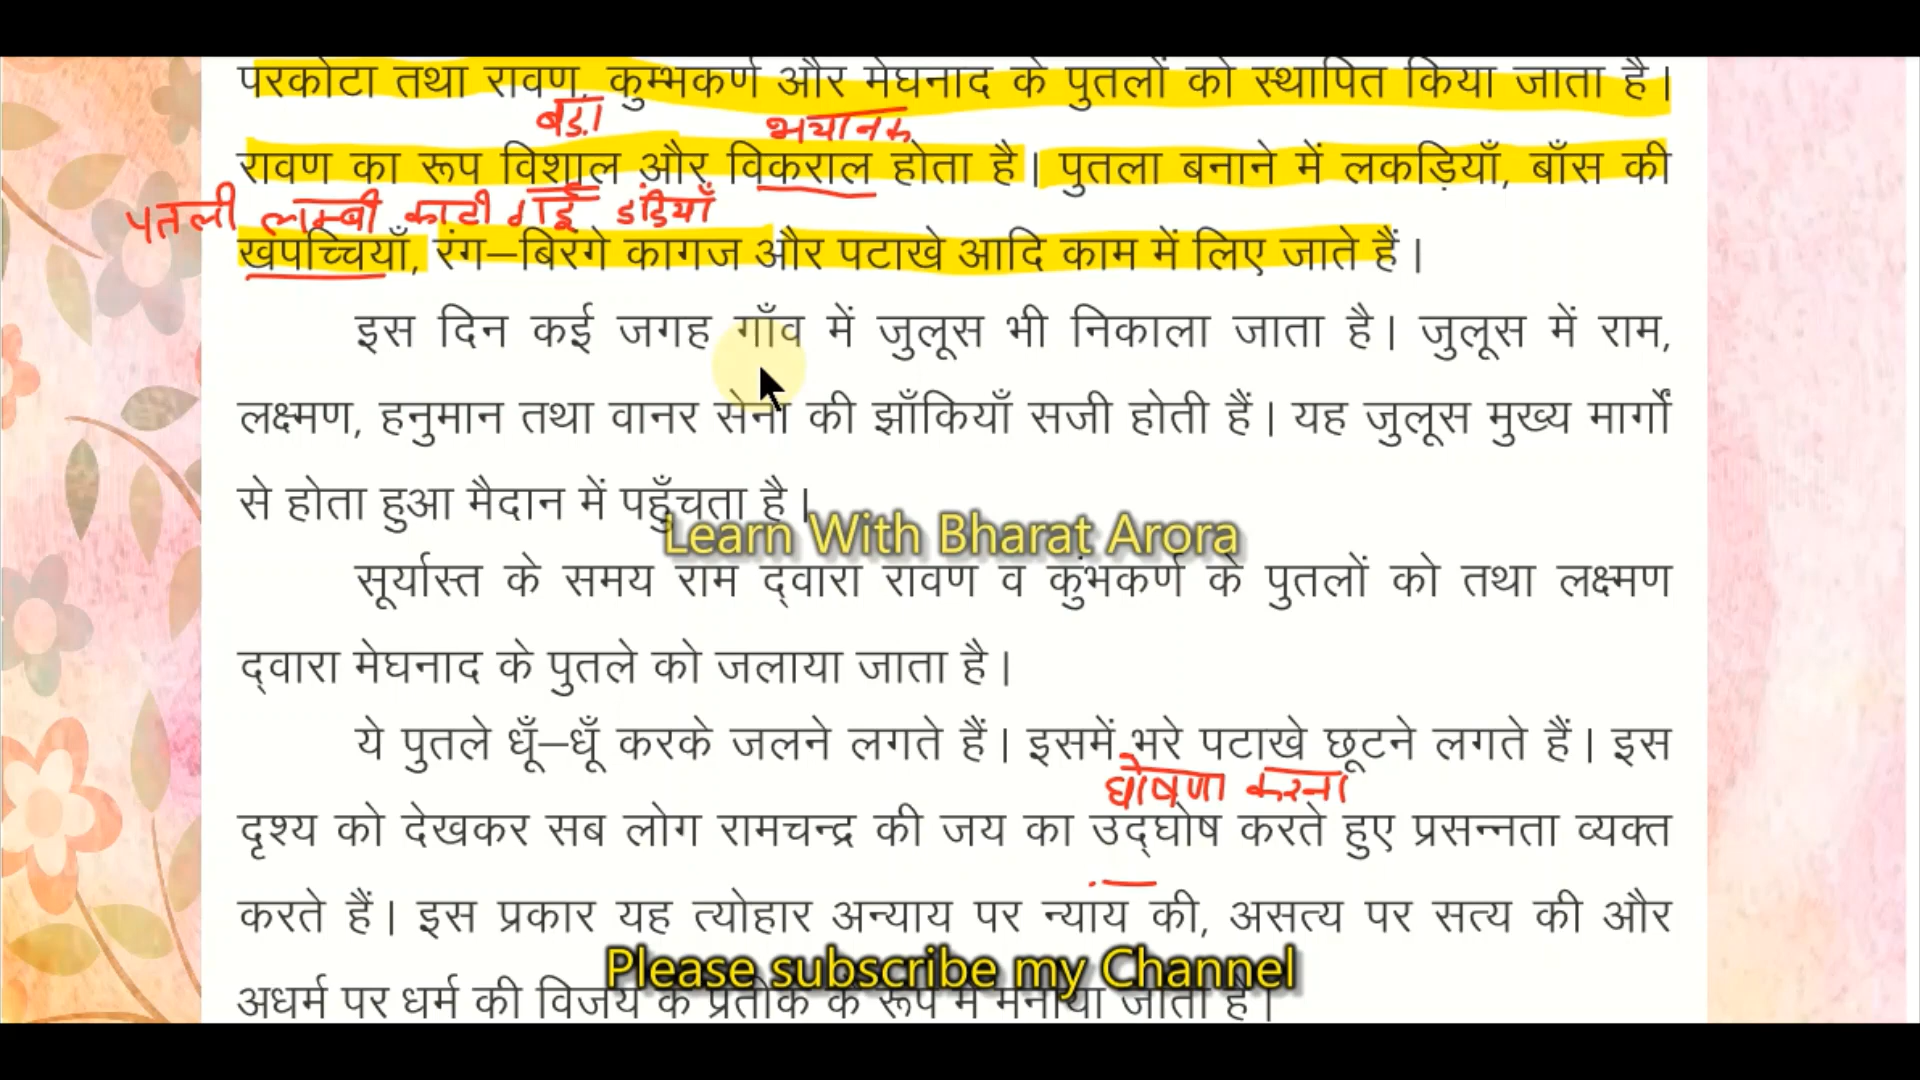 परकोटा तथा रावण, कुम्भकर्ण और मेघनाद के पुतलों को स्थापित किया जाता है।
बड़ा भयानक
रावण का रूप विशाल और विकराल होता है। पुतला बनाने में लकड़ियाँ, बाँस की
पतली लम्बी काटी गई डंडियाँ
खपच्चियाँ, रंग–बिरगे कागज और पटाखे आदि काम में लिए जाते हैं।
इस दिन कई जगह गाँव में जुलूस भी निकाला जाता है। जुलूस में राम,
लक्ष्मण, हनुमान तथा वानर सेना की झाँकियाँ सजी होती हैं। यह जुलूस मुख्य मार्गों
से होता हुआ मैदान में पहुँचता है।
Learn With Bharat Arora
सूर्यास्त के समय राम द्वारा रावण व कुंभकर्ण के पुतलों को तथा लक्ष्मण
द्वारा मेघनाद के पुतले को जलाया जाता है।
ये पुतले धूँ–धूँ करके जलने लगते हैं। इसमें भरे पटाखे छूटने लगते हैं। इस
घोषणा करना
दृश्य को देखकर सब लोग रामचन्द्र की जय का उद्घोष करते हुए प्रसन्नता व्यक्त
करते हैं। इस प्रकार यह त्योहार अन्याय पर न्याय की, असत्य पर सत्य की और
Please subscribe my Channel
अधर्म पर धर्म की विजय के प्रतीक के रूप में मनाया जाता है।